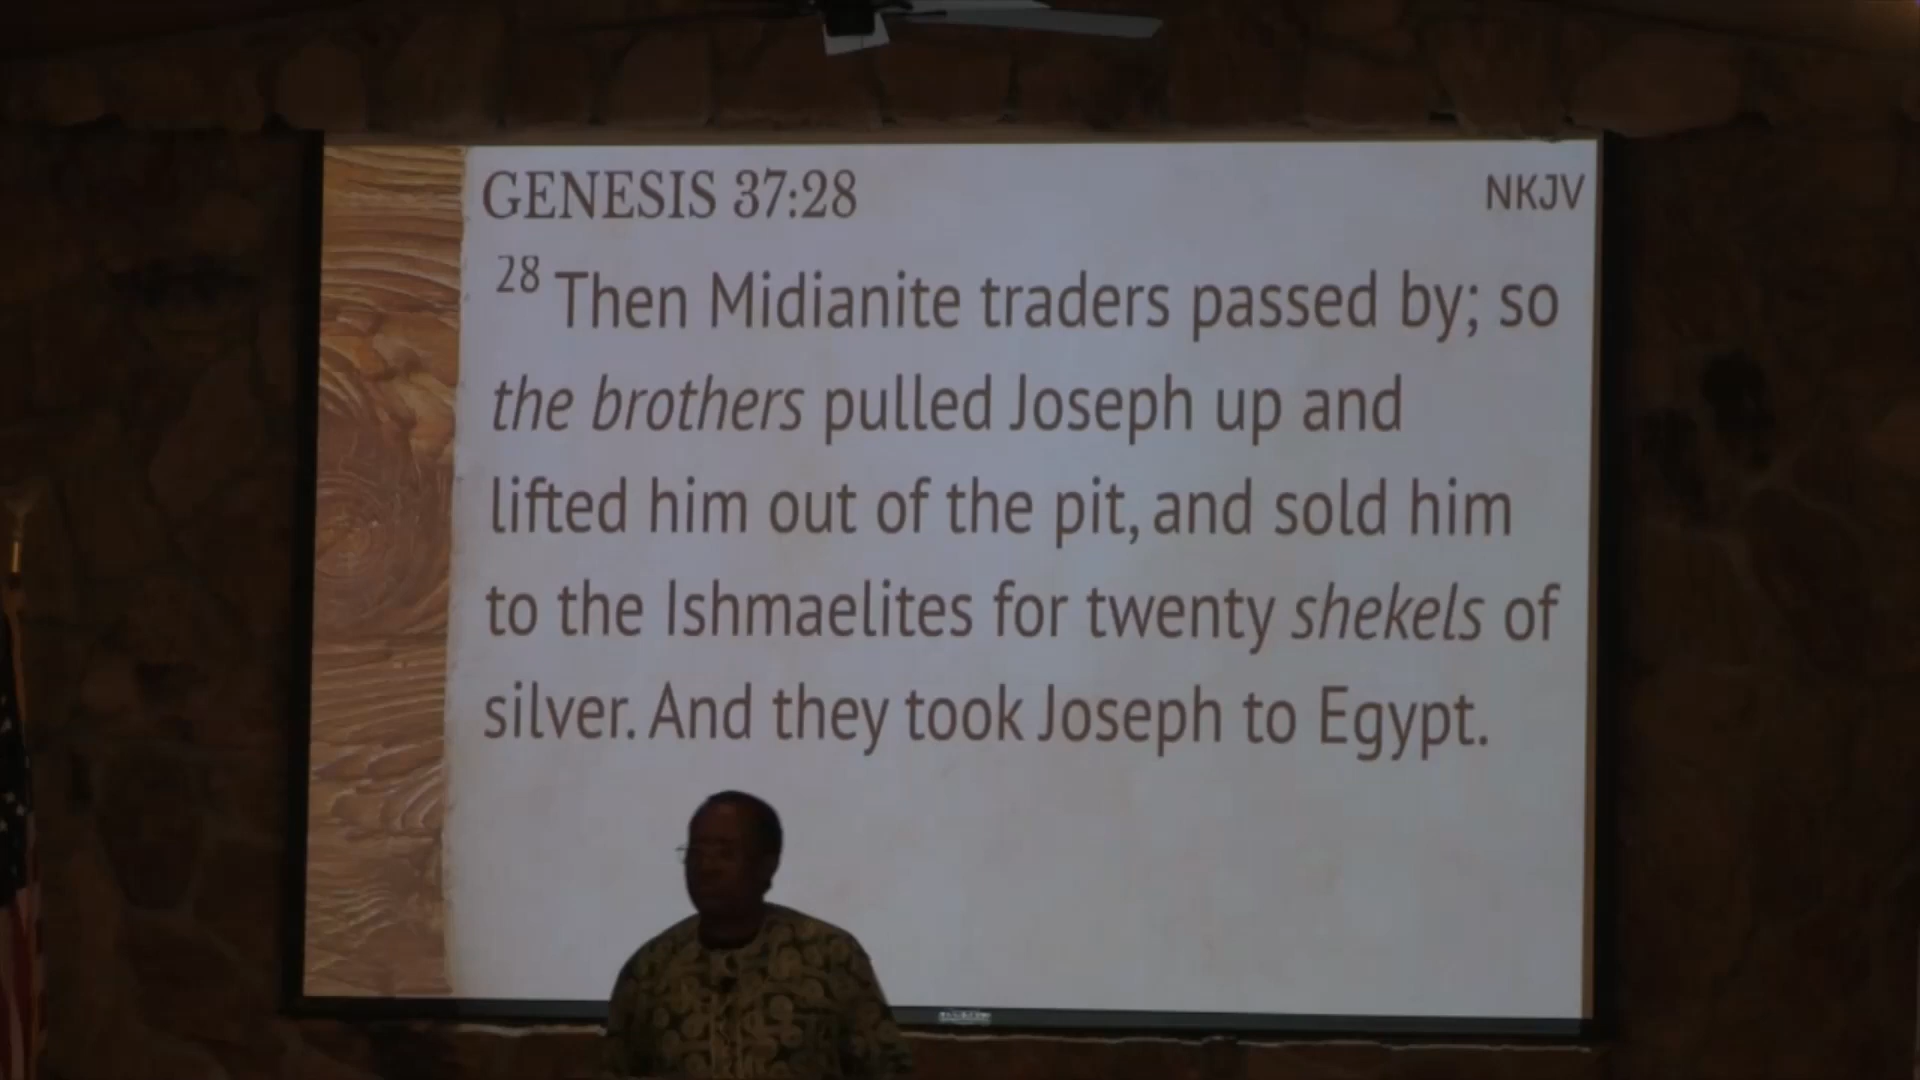 GENESIS 37:28
NKJV
28 Then Midianite traders passed by; so
the brothers pulled Joseph up and
lifted him out of the pit, and sold him
to the Ishmaelites for twenty shekels of
silver. And they took Joseph to Egypt.